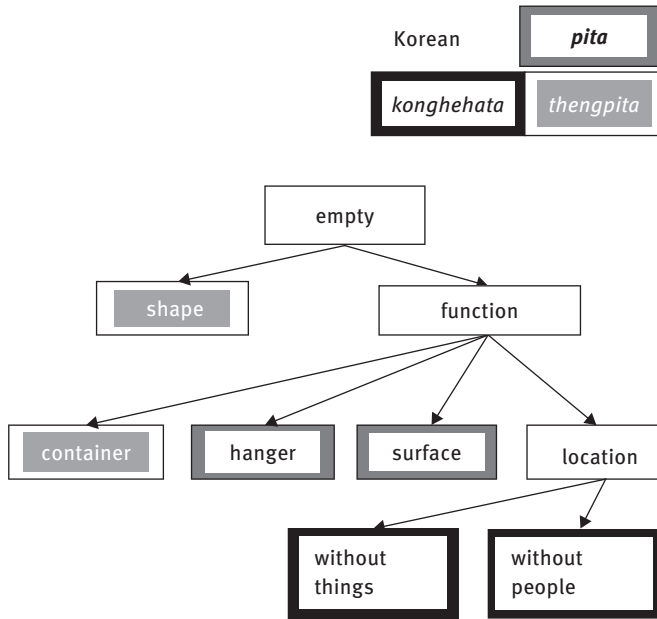 Korean
pita
konghehata
thengpita
empty
shape
function
container
hanger
surface
location
without
things
without
people